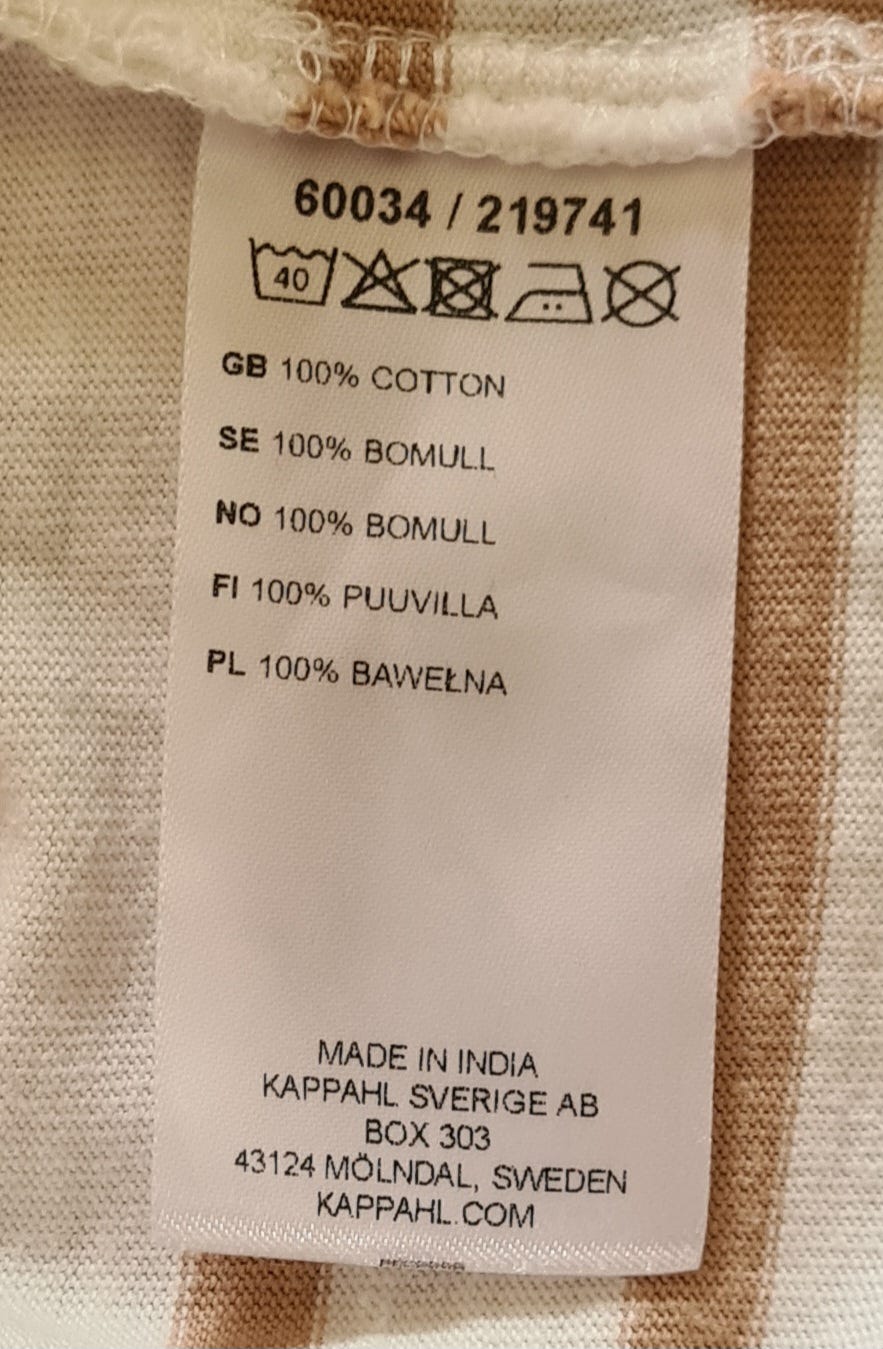 60034 / 219741
40
GB 100% COTTON
SE 100% BOMULL
NO 100% BOMULL
FI 100% PUUVILLA
PL 100% BAWEŁNA
MADE IN INDIA
KAPPAHL SVERIGE AB
BOX 303
43124 MÖLNDAL, SWEDEN
KAPPAHL.COM